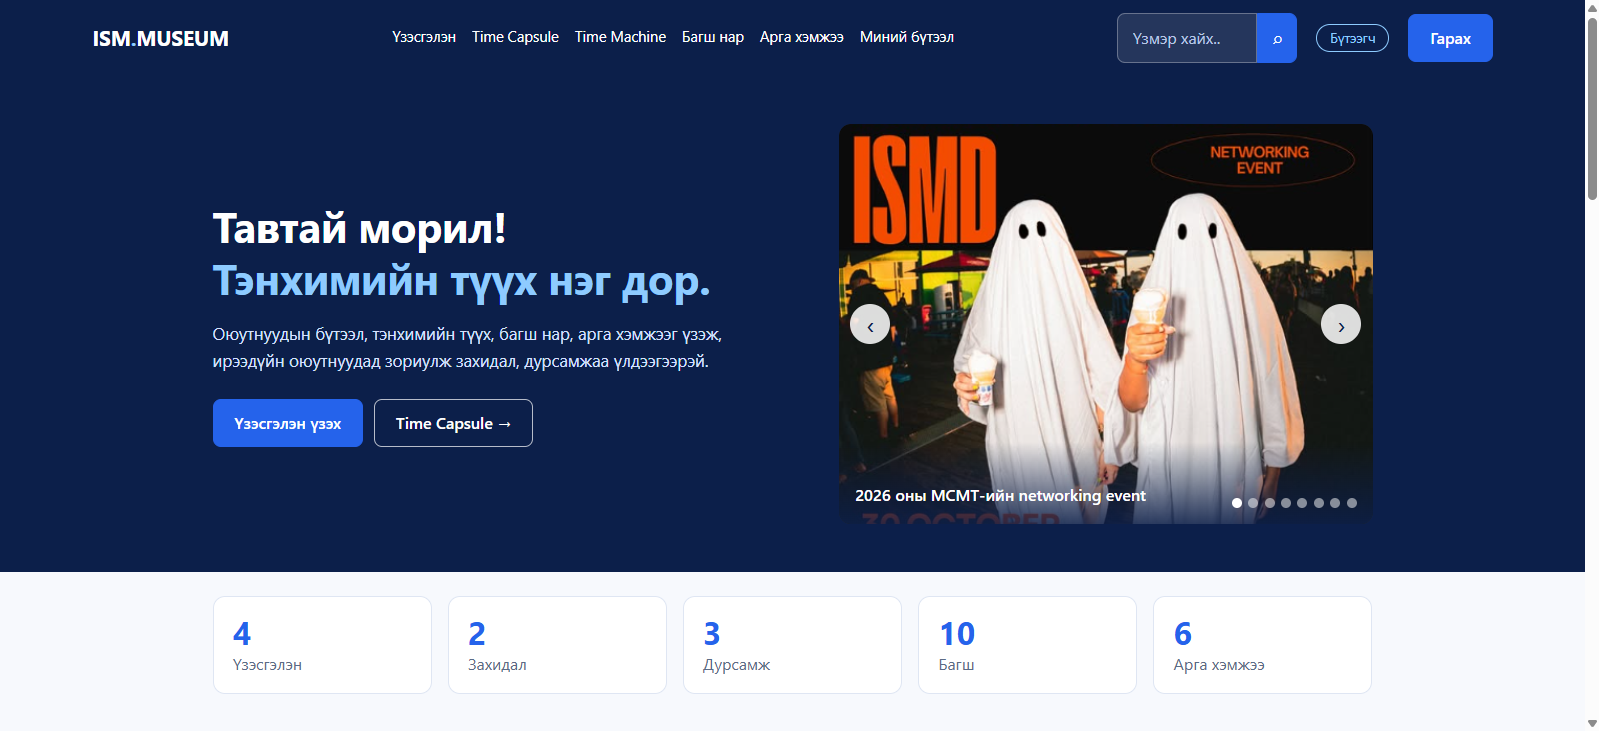 ISM.MUSEUM
Үзэсгэлэн
Time Capsule
Time Machine
Багш нар
Арга хэмжээ
Миний бүтээл
Үзмэр хайх..
Бүтээгч
Гарах
Тавтай морил!
Тэнхимийн түүх нэг дор.
Оюутнуудын бүтээл, тэнхимийн түүх, багш нар, арга хэмжээг үзэж,
ирээдүйн оюутнуудад зориулж захидал, дурсамжаа үлдээгээрэй.
Үзэсгэлэн үзэх
Time Capsule →
ISMD
NETWORKING
EVENT
2026 оны МСМТ-ийн networking event
30 OCTOBER
4
Үзэсгэлэн
2
Захидал
3
Дурсамж
10
Багш
6
Арга хэмжээ